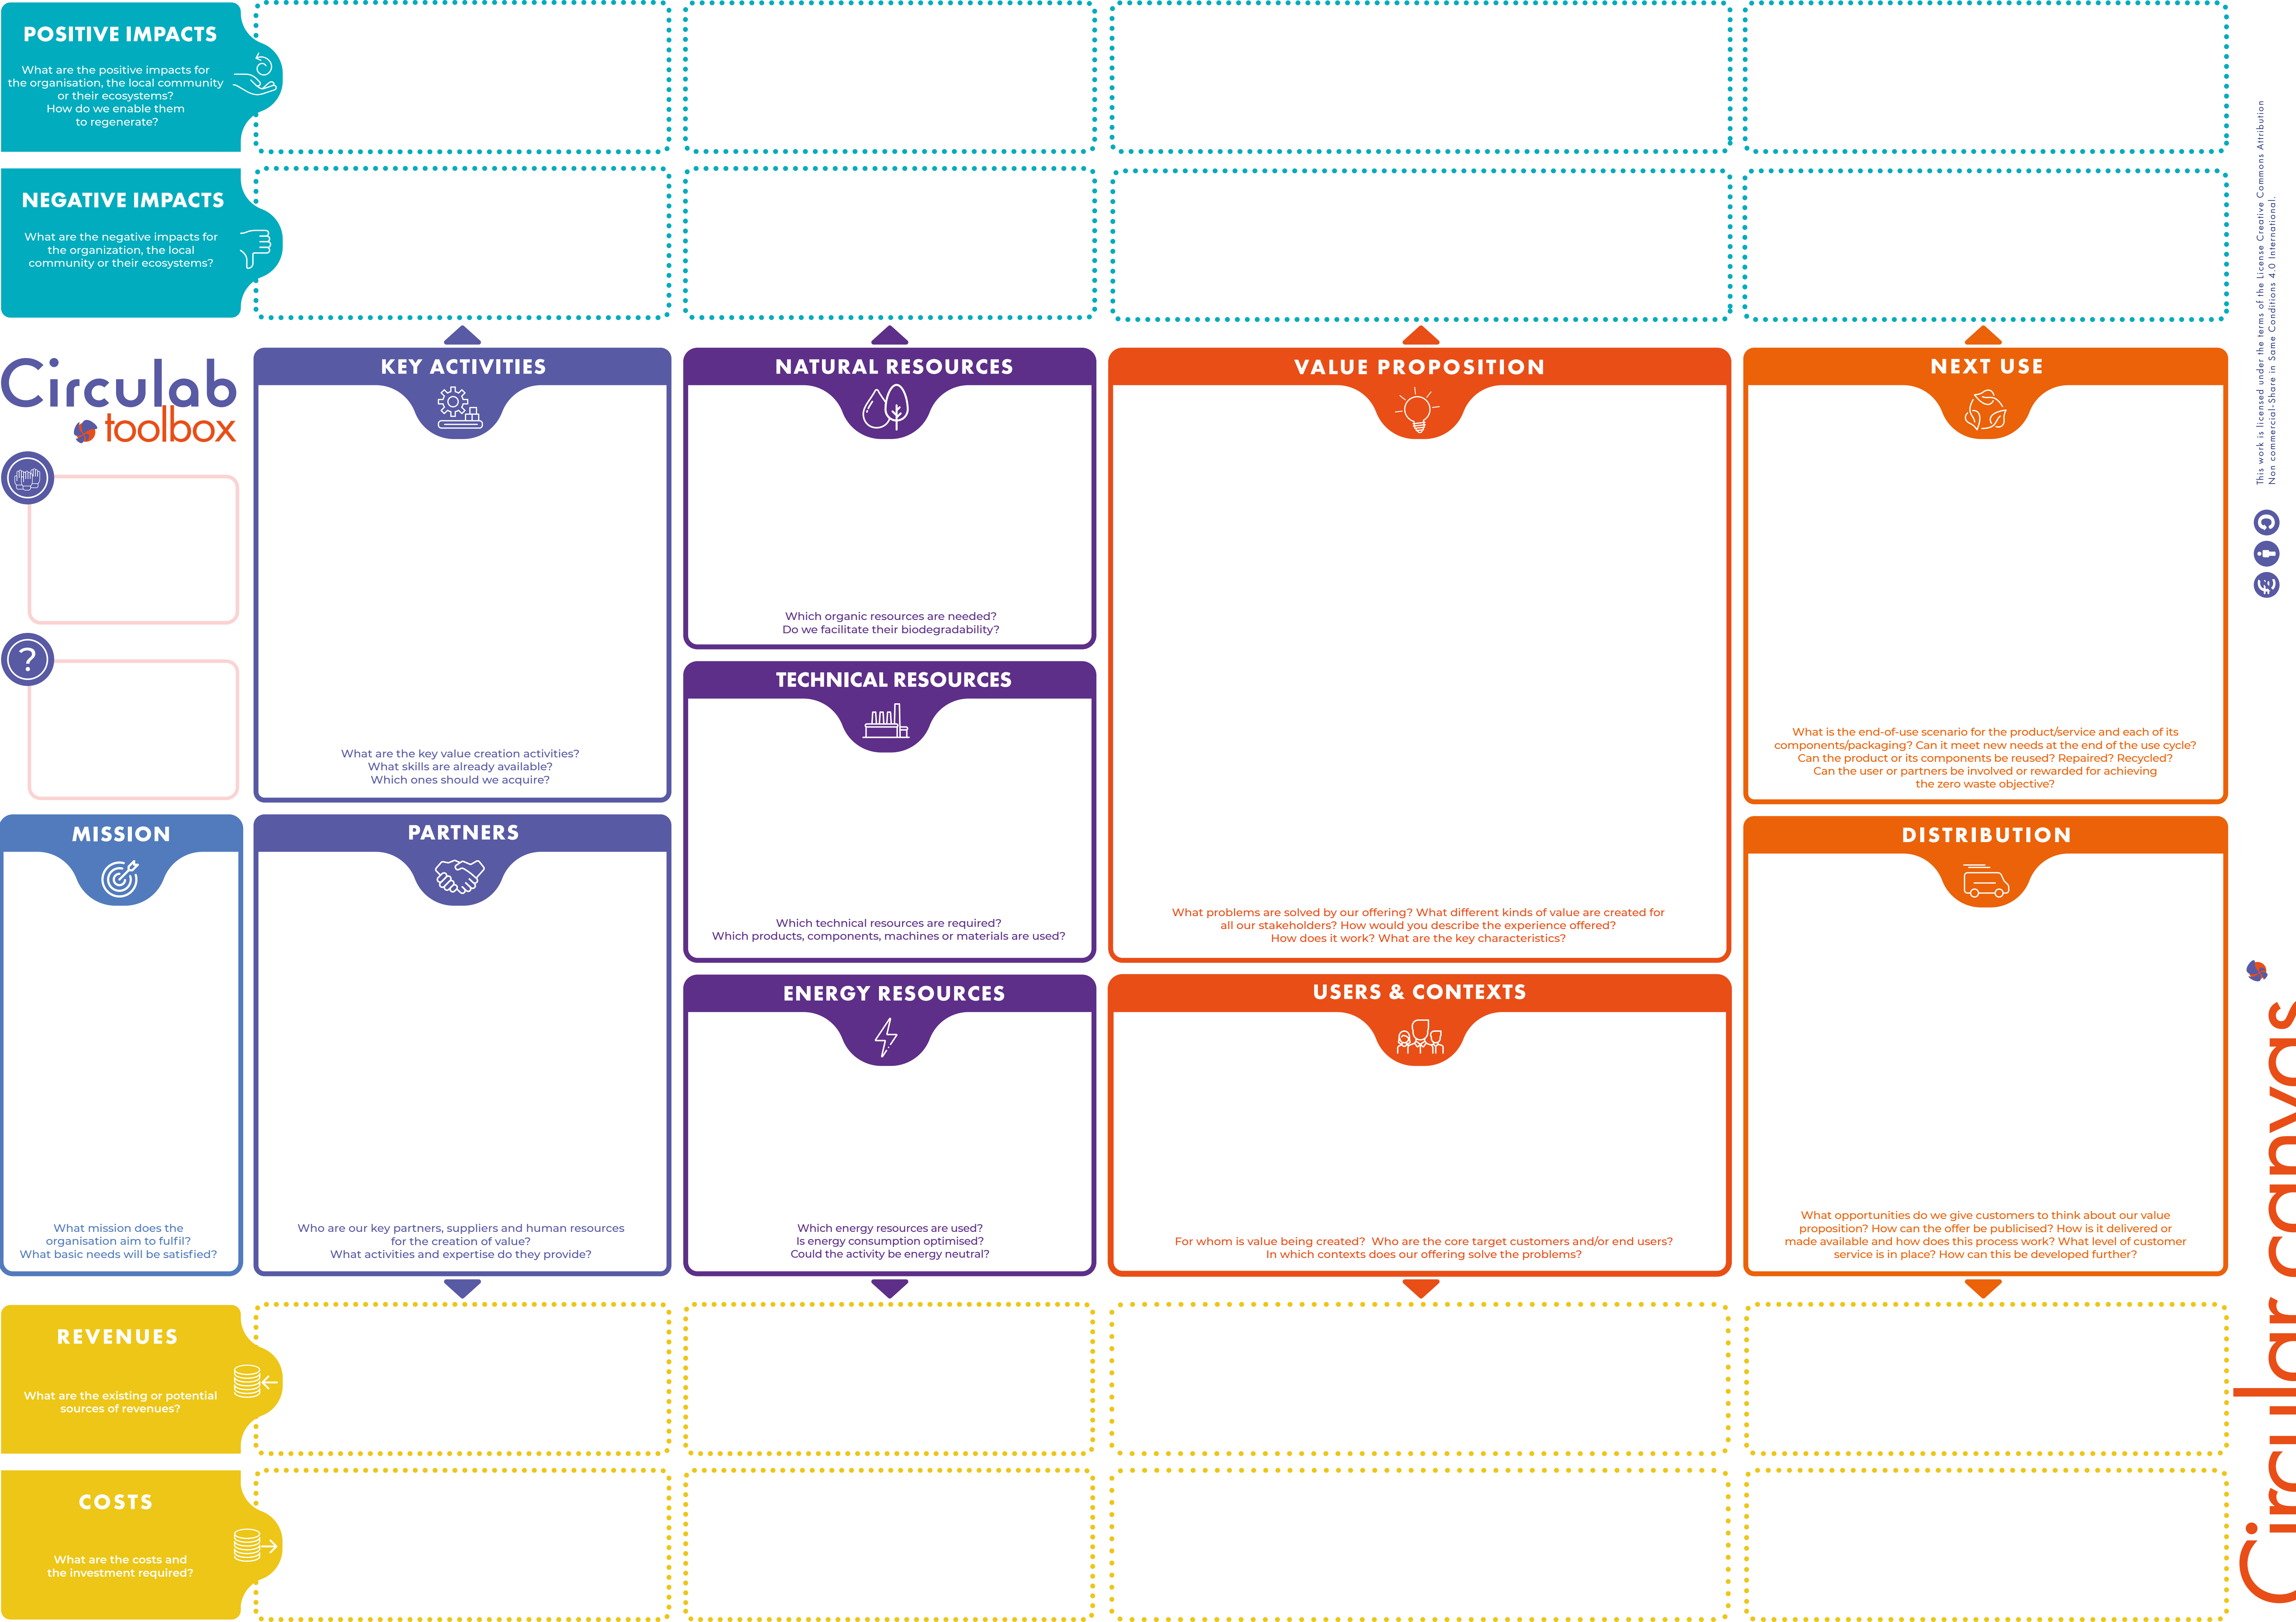 POSITIVE IMPACTS
What are the positive impacts for
the organisation, the local community
or their ecosystems?
How do we enable them
to regenerate?
NEGATIVE IMPACTS
What are the negative impacts for
the organization, the local
community or their ecosystems?
Circulab
toolbox
?
MISSION
What mission does the
organisation aim to fulfil?
What basic needs will be satisfied?
KEY ACTIVITIES
What are the key value creation activities?
What skills are already available?
Which ones should we acquire?
PARTNERS
Who are our key partners, suppliers and human resources
for the creation of value?
What activities and expertise do they provide?
NATURAL RESOURCES
Which organic resources are needed?
Do we facilitate their biodegradability?
TECHNICAL RESOURCES
Which technical resources are required?
Which products, components, machines or materials are used?
ENERGY RESOURCES
Which energy resources are used?
Is energy consumption optimised?
Could the activity be energy neutral?
VALUE PROPOSITION
What problems are solved by our offering? What different kinds of value are created for
all our stakeholders? How would you describe the experience offered?
How does it work? What are the key characteristics?
USERS & CONTEXTS
For whom is value being created? Who are the core target customers and/or end users?
In which contexts does our offering solve the problems?
NEXT USE
What is the end-of-use scenario for the product/service and each of its
components/packaging? Can it meet new needs at the end of the use cycle?
Can the product or its components be reused? Repaired? Recycled?
Can the user or partners be involved or rewarded for achieving
the zero waste objective?
DISTRIBUTION
What opportunities do we give customers to think about our value
proposition? How can the offer be publicised? How is it delivered or
made available and how does this process work? What level of customer
service is in place? How can this be developed further?
REVENUES
What are the existing or potential
sources of revenues?
COSTS
What are the costs and
the investment required?
This work is licensed under the terms of the License Creative Commons Attribution
Non commercial-Share in Same Conditions 4.0 International.
Circular canvas